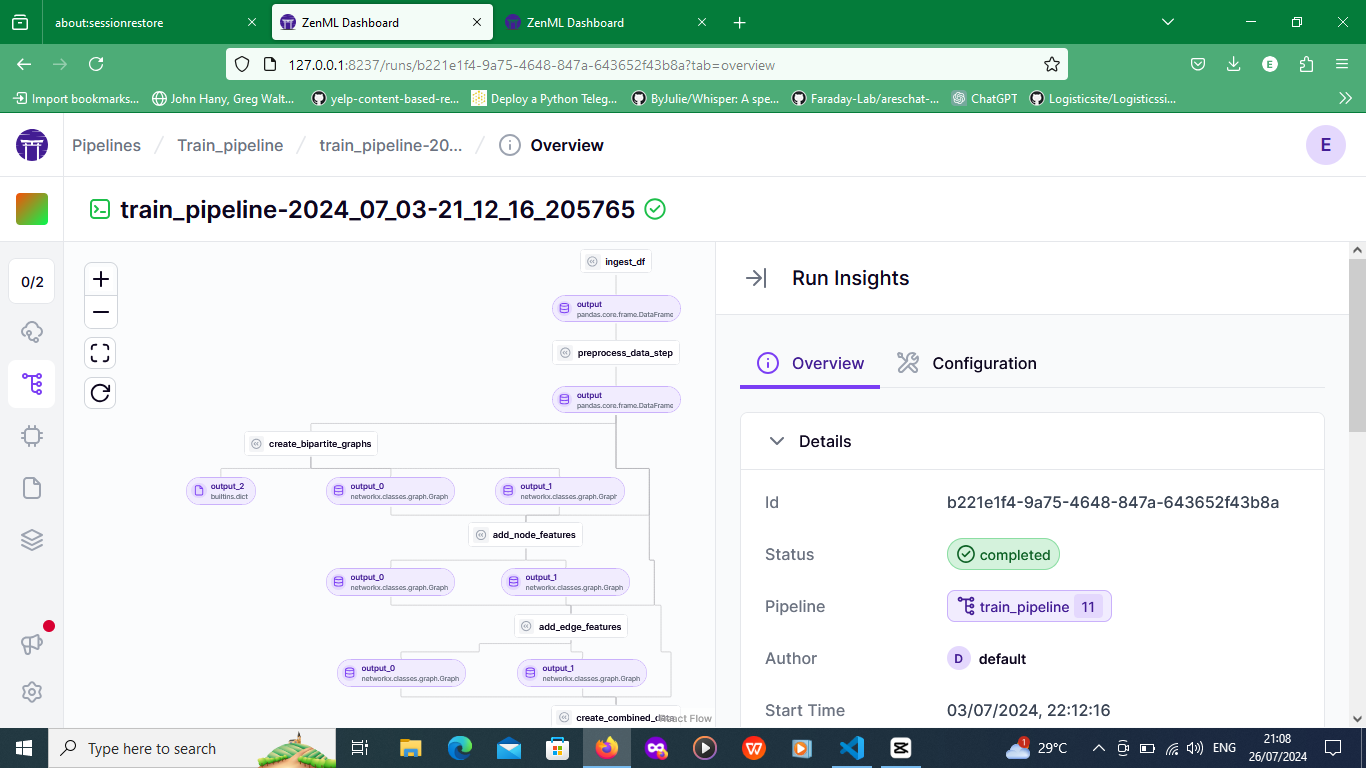 about:sessionrestore
ZenML Dashboard
ZenML Dashboard
127.0.0.1:8237/runs/b221e1f4-9a75-4648-847a-643652f43b8a?tab=overview
E
Import bookmarks...
John Hany, Greg Walt...
yelp-content-based-re...
Deploy a Python Teleg...
ByJulie/Whisper: A spe...
Faraday-Lab/areschat-...
ChatGPT
Logisticsite/Logisticssi...
Pipelines / Train_pipeline / train_pipeline-20... / Overview
E
train_pipeline-2024_07_03-21_12_16_205765
0/2
ingest_df
output
pandas.core.frame.DataFrame
preprocess_data_step
output
pandas.core.frame.DataFrame
create_bipartite_graphs
output_2
builtins.dict
output_0
networkx.classes.graph.Graph
output_1
networkx.classes.graph.Graph
add_node_features
output_0
networkx.classes.graph.Graph
output_1
networkx.classes.graph.Graph
add_edge_features
output_0
networkx.classes.graph.Graph
output_1
networkx.classes.graph.Graph
create_combined_data
React Flow
Run Insights
Overview
Configuration
Details
Id b221e1f4-9a75-4648-847a-643652f43b8a
Status completed
Pipeline train_pipeline 11
Author D default
Start Time 03/07/2024, 22:12:16
Type here to search
1
29°C
ENG
21:08
26/07/2024